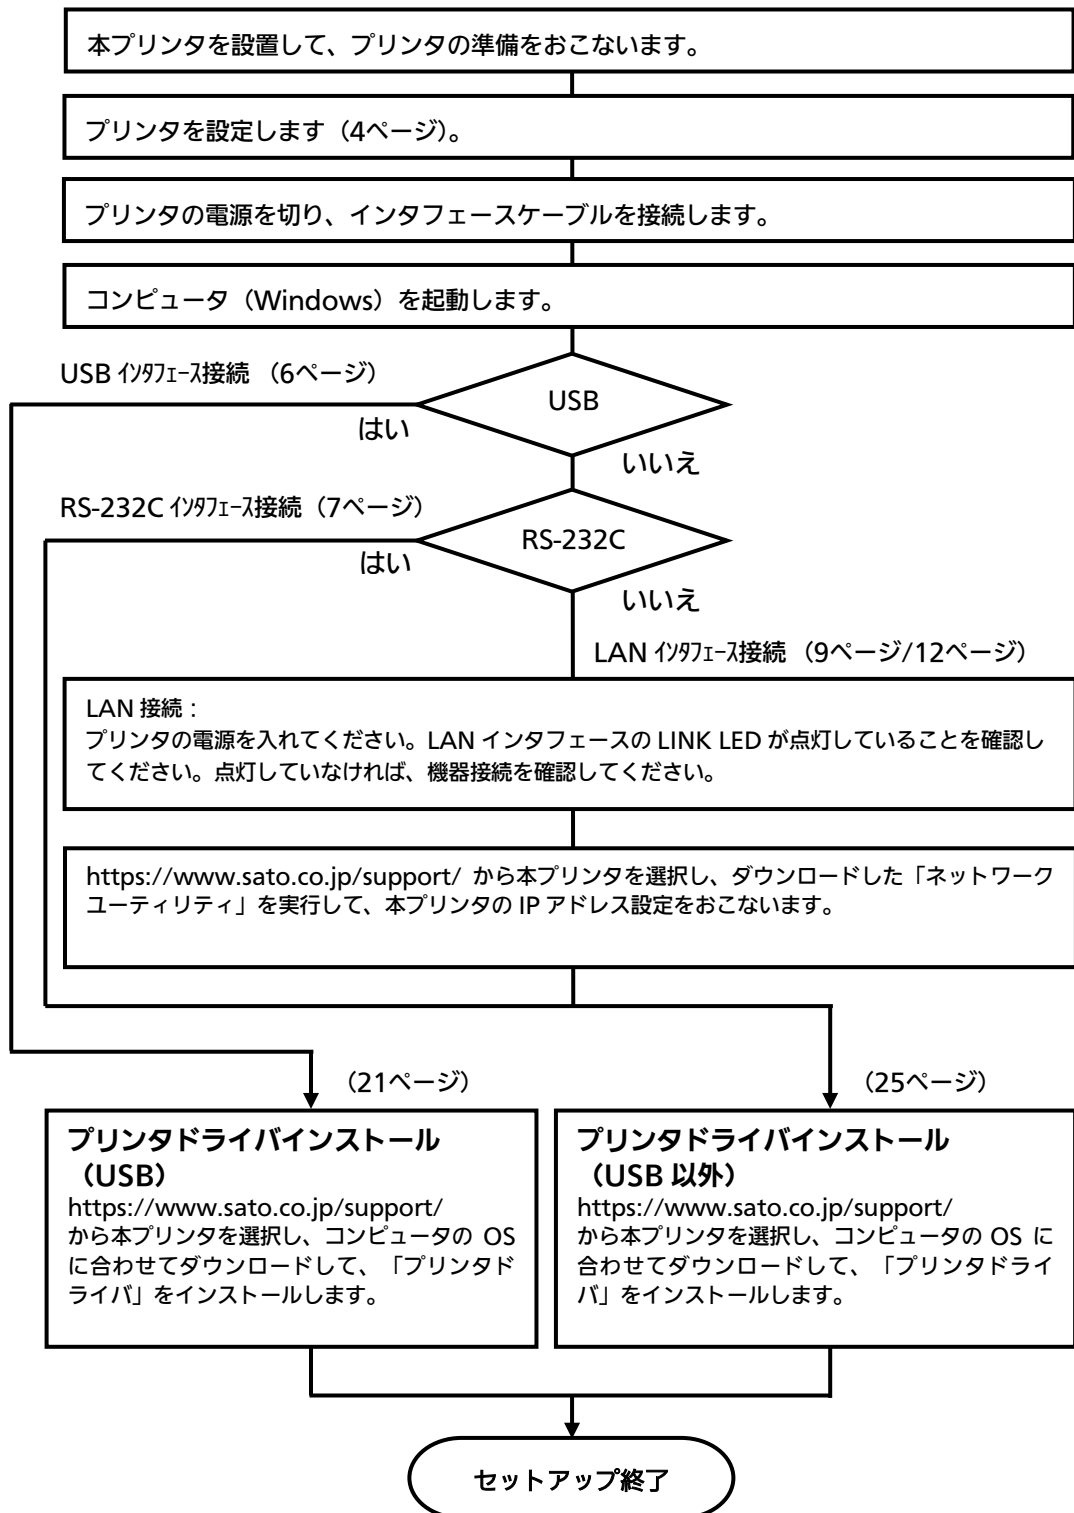 本プリンタを設置して、プリンタの準備をおこないます。
プリンタを設定します（4ページ）。
プリンタの電源を切り、インタフェースケーブルを接続します。
コンピュータ（Windows）を起動します。
USB ｲﾝﾀﾌｪｰｽ接続 （6ページ）
USB
はい
いいえ
RS-232C ｲﾝﾀﾌｪｰｽ接続（7ページ）
RS-232C
はい
いいえ
LAN ｲﾝﾀﾌｪｰｽ接続 （9ページ/12ページ）
LAN 接続：
プリンタの電源を入れてください。LAN インタフェースの LINK LED が点灯していることを確認し
てください。点灯していなければ、機器接続を確認してください。
https://www.sato.co.jp/support/ から本プリンタを選択し、ダウンロードした「ネットワーク
ユーティリティ」を実行して、本プリンタの IP アドレス設定をおこないます。
（21ページ）
（25ページ）
プリンタドライバインストール
（USB）
https://www.sato.co.jp/support/
から本プリンタを選択し、コンピュータの OS
に合わせてダウンロードして、「プリンタド
ライバ」をインストールします。
プリンタドライバインストール
（USB 以外）
https://www.sato.co.jp/support/
から本プリンタを選択し、コンピュータの OS に
合わせてダウンロードして、「プリンタドライ
バ」をインストールします。
セットアップ終了